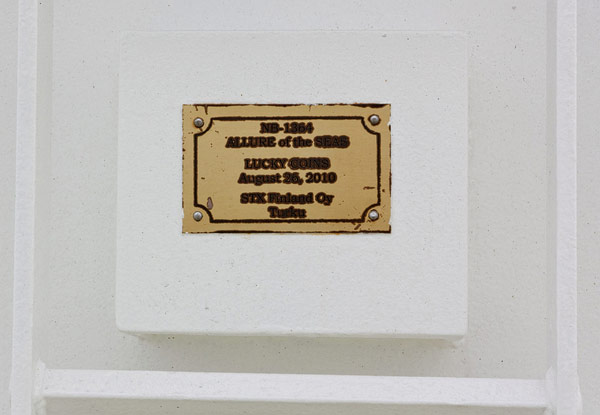 NB-1364
ALLURE of the SEAS
LUCKY COINS
August 26, 2010
STX Finland Oy
Turku